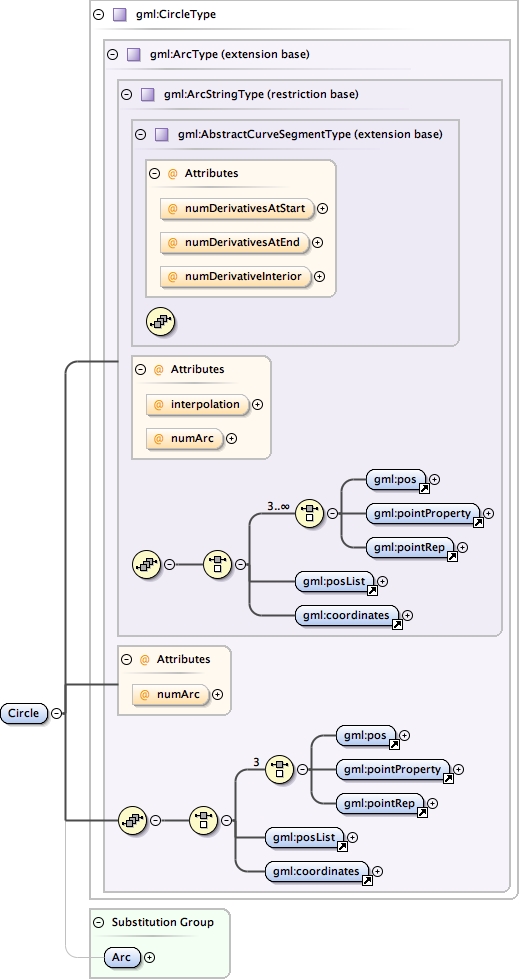 gml:CircleType
gml:ArcType (extension base)
gml:ArcStringType (restriction base)
gml:AbstractCurveSegmentType (extension base)
@ Attributes
@ numDerivativesAtStart
@ numDerivativesAtEnd
@ numDerivativeInterior
@ Attributes
@ interpolation
@ numArc
3..∞
gml:pos
gml:pointProperty
gml:pointRep
gml:posList
gml:coordinates
@ Attributes
@ numArc
Circle
3
gml:pos
gml:pointProperty
gml:pointRep
gml:posList
gml:coordinates
Substitution Group
Arc